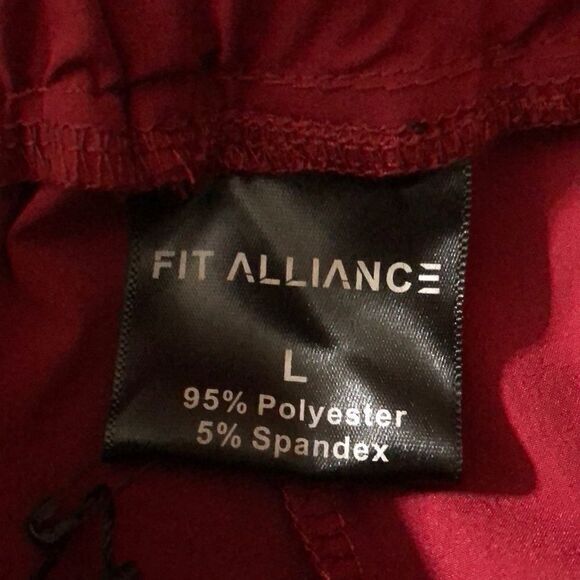 FIT ALLIANCE
L
95% Polyester
5% Spandex